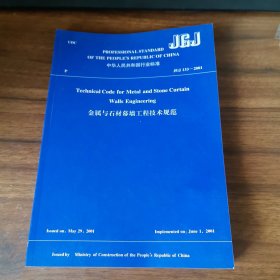 UDC
JGJ
PROFESSIONAL STANDARD
OF THE PEOPLE'S REPUBLIC OF CHINA
中华人民共和国行业标准
P
JGJ 133—2001
Technical Code for Metal and Stone Curtain
Walls Engineering
金属与石材幕墙工程技术规范
Issued on, May 29, 2001
Implemented on, June 1, 2001
Issued by Ministry of Construction of the People's Republic of China